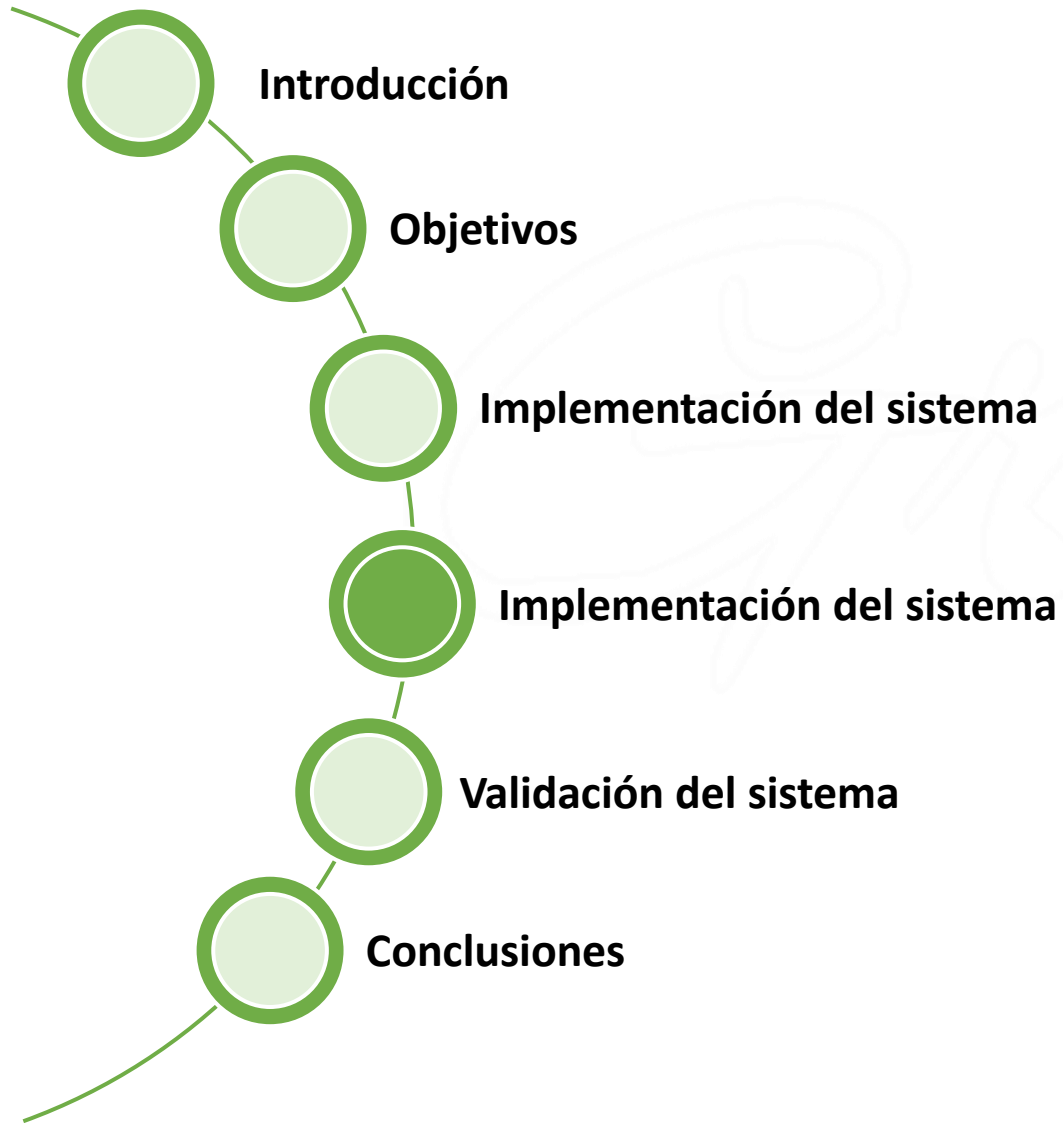 Introducción
Objetivos
Implementación del sistema
Implementación del sistema
Validación del sistema
Conclusiones